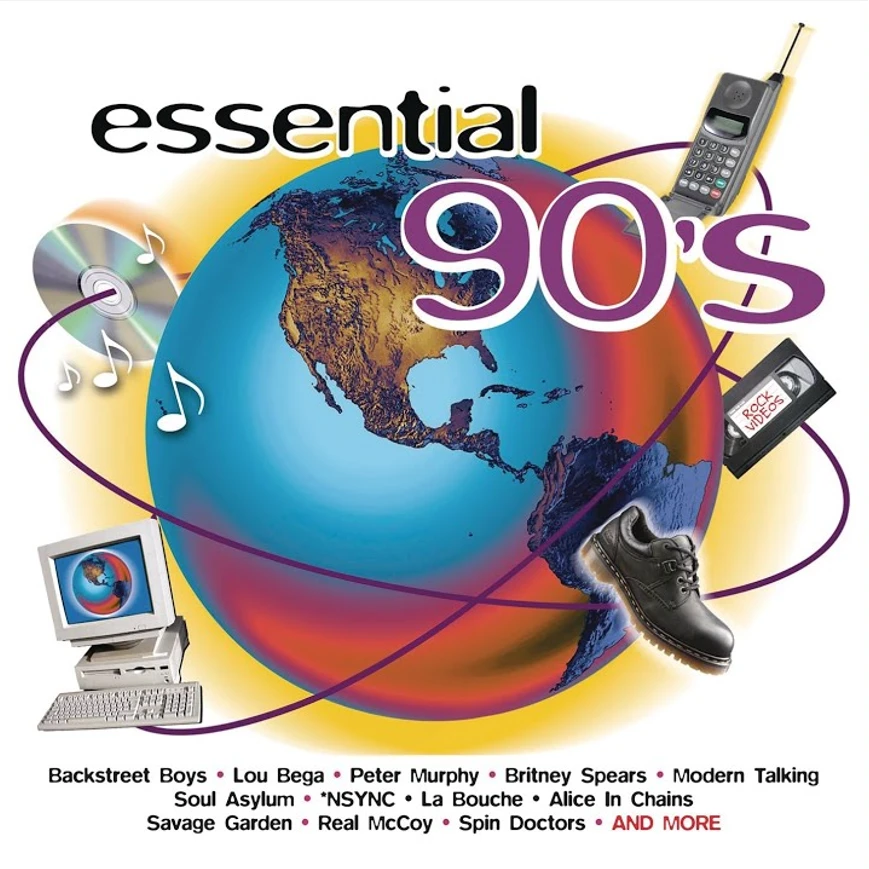 essential
90's
ROCK
VIDEOS
Backstreet Boys • Lou Bega • Peter Murphy • Britney Spears • Modern Talking
Soul Asylum • *NSYNC • La Bouche • Alice In Chains
Savage Garden • Real McCoy • Spin Doctors • AND MORE